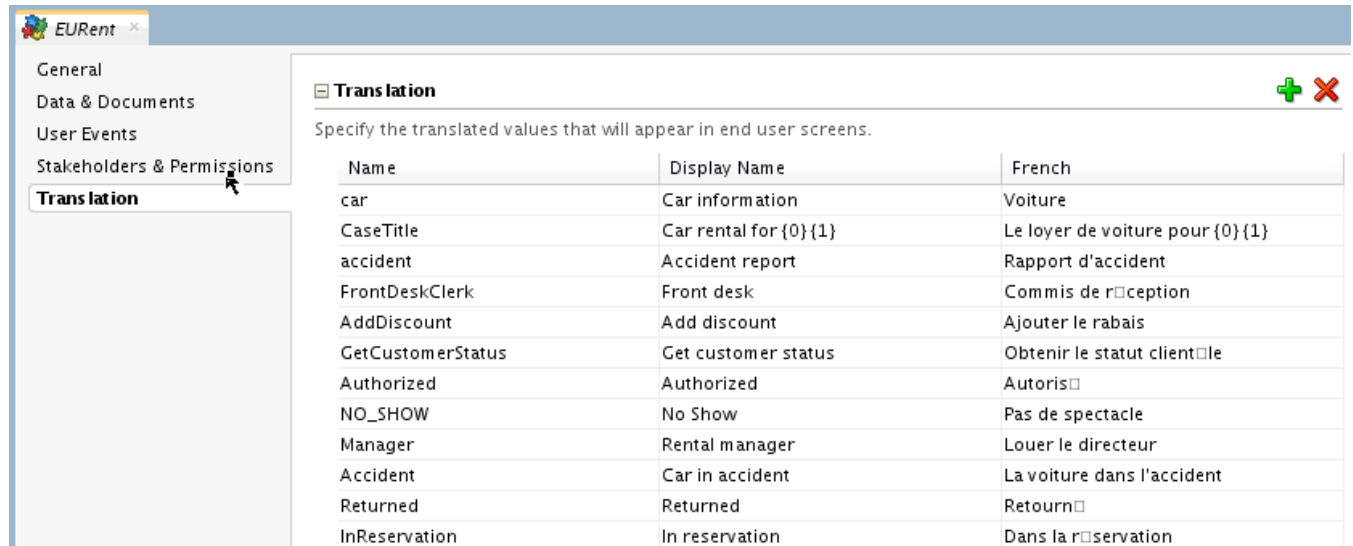 EURent
General
Data & Documents
User Events
Stakeholders & Permissions
Translation
Translation
Specify the translated values that will appear in end user screens.
Name Display Name French
car Car information Voiture
CaseTitle Car rental for {0}{1} Le loyer de voiture pour {0}{1}
accident Accident report Rapport d'accident
FrontDeskClerk Front desk Commis de r□ception
AddDiscount Add discount Ajouter le rabais
GetCustomerStatus Get customer status Obtenir le statut client□le
Authorized Authorized Autoris□
NO_SHOW No Show Pas de spectacle
Manager Rental manager Louer le directeur
Accident Car in accident La voiture dans l'accident
Returned Returned Retourn□
InReservation In reservation Dans la r□servation